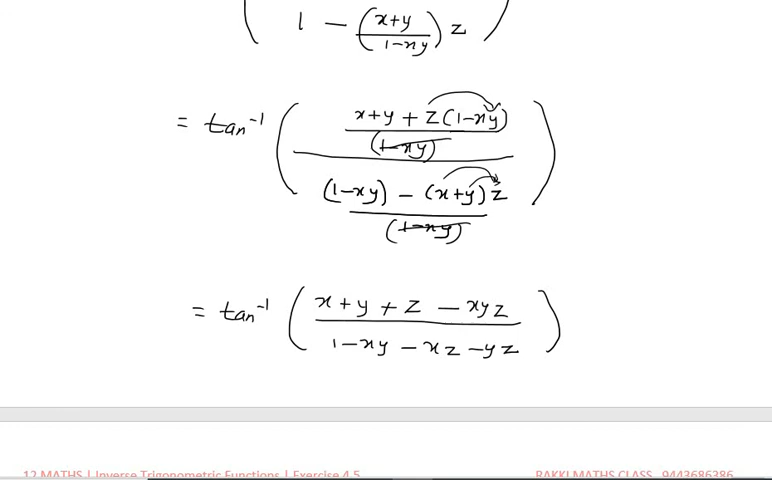 1 - (x+y / 1-xy) z
= tan⁻¹ (
x+y + z(1-xy)
(1-xy)
(1-xy) - (x+y)z
(1-xy)
)
= tan⁻¹ (
x + y + z - xyz
1-xy - xz - yz
)
12 MATHS | Inverse Trigonometric Functions | Exercise 4.5
RAKKI MATHS CLASS 9443686386